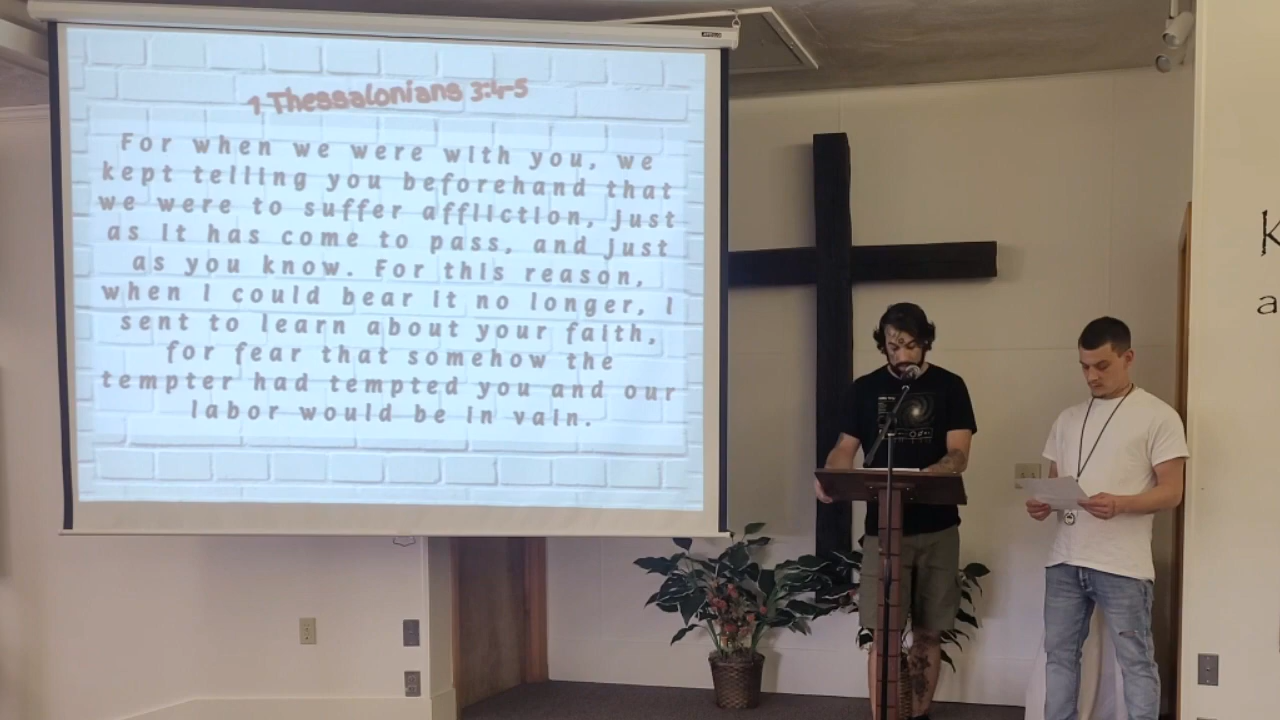 1 Thessalonians 3:4-5
For when we were with you, we
kept telling you beforehand that
we were to suffer affliction, just
as it has come to pass, and just
as you know. For this reason,
when I could bear it no longer, I
sent to learn about your faith,
for fear that somehow the
tempter had tempted you and our
labor would be in vain.
K
a